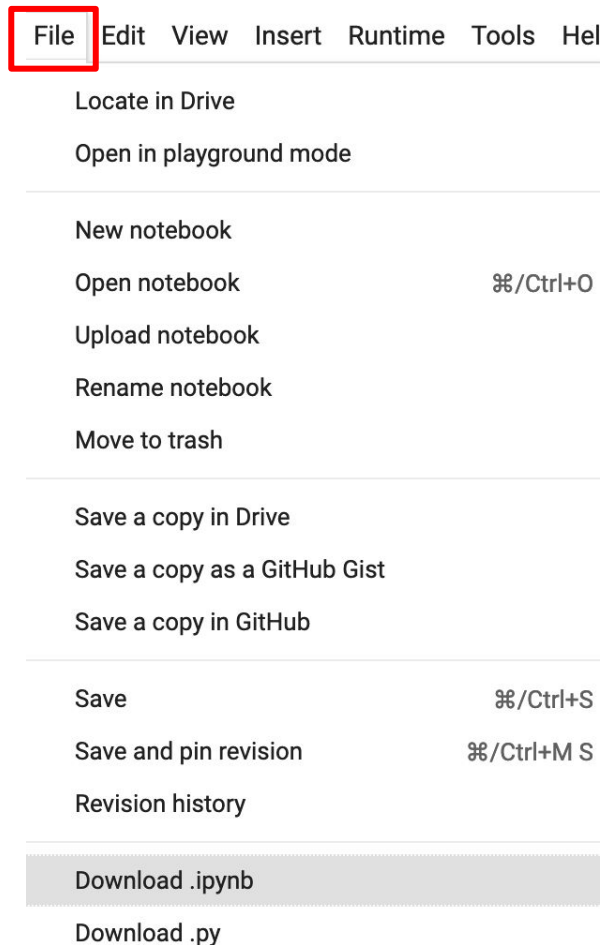 File Edit View Insert Runtime Tools Hel
Locate in Drive
Open in playground mode
New notebook
Open notebook ⌘/Ctrl+O
Upload notebook
Rename notebook
Move to trash
Save a copy in Drive
Save a copy as a GitHub Gist
Save a copy in GitHub
Save ⌘/Ctrl+S
Save and pin revision ⌘/Ctrl+M S
Revision history
Download .ipynb
Download .py